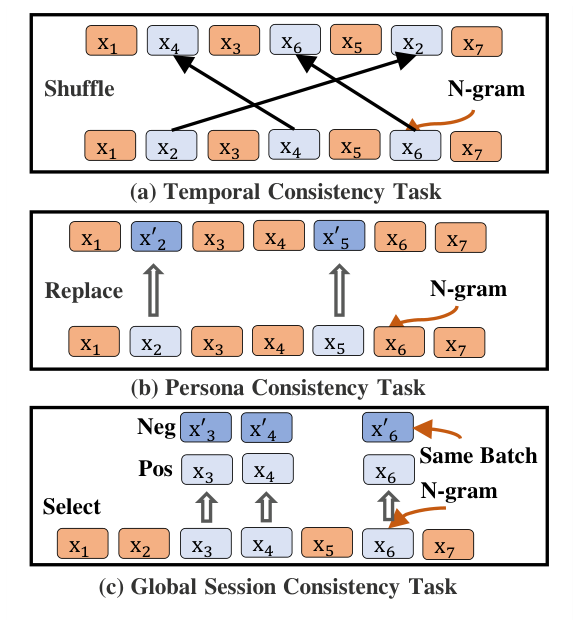 x₁ x₄ x₃ x₆ x₅ x₂ x₇
Shuffle
N-gram
x₁ x₂ x₃ x₄ x₅ x₆ x₇
(a) Temporal Consistency Task
x₁ x′₂ x₃ x₄ x′₅ x₆ x₇
Replace
N-gram
x₁ x₂ x₃ x₄ x₅ x₆ x₇
(b) Persona Consistency Task
Neg x′₃ x′₄ x′₆
Same Batch
Pos x₃ x₄ x₆
N-gram
Select
x₁ x₂ x₃ x₄ x₅ x₆ x₇
(c) Global Session Consistency Task